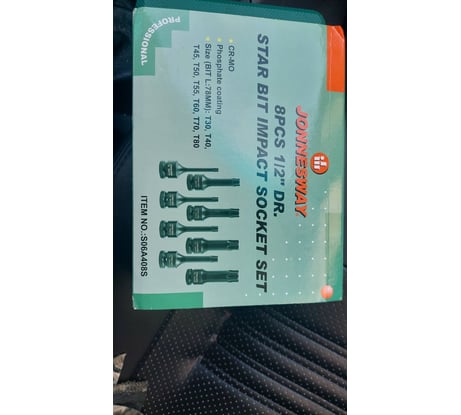 JONNESWAY
8PCS 1/2" DR.
STAR BIT IMPACT SOCKET SET
CR-MO
Phosphate coating
Size (BIT L:78MM): T30, T40,
T45, T50, T55, T60, T70, T80
PROFESSIONAL
ITEM NO.:S06A408S